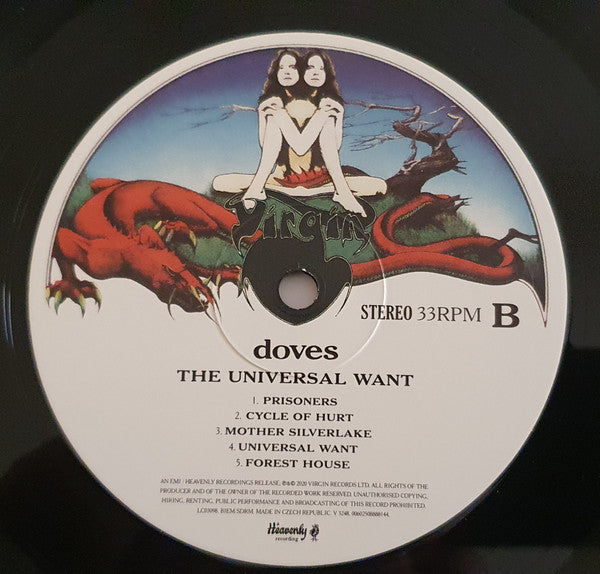 Virgin
STEREO 33RPM B
doves
THE UNIVERSAL WANT
1. PRISONERS
2. CYCLE OF HURT
3. MOTHER SILVERLAKE
4. UNIVERSAL WANT
5. FOREST HOUSE
AN EMI / HEAVENLY RECORDINGS RELEASE, ℗&© 2020 VIRGIN RECORDS LTD. ALL RIGHTS OF THE
PRODUCER AND OF THE OWNER OF THE RECORDED WORK RESERVED. UNAUTHORISED COPYING,
HIRING, RENTING, PUBLIC PERFORMANCE AND BROADCASTING OF THIS RECORD PROHIBITED.
LC03098. BIEM/SDRM. MADE IN CZECH REPUBLIC. V 3248.
Heavenly
recordings